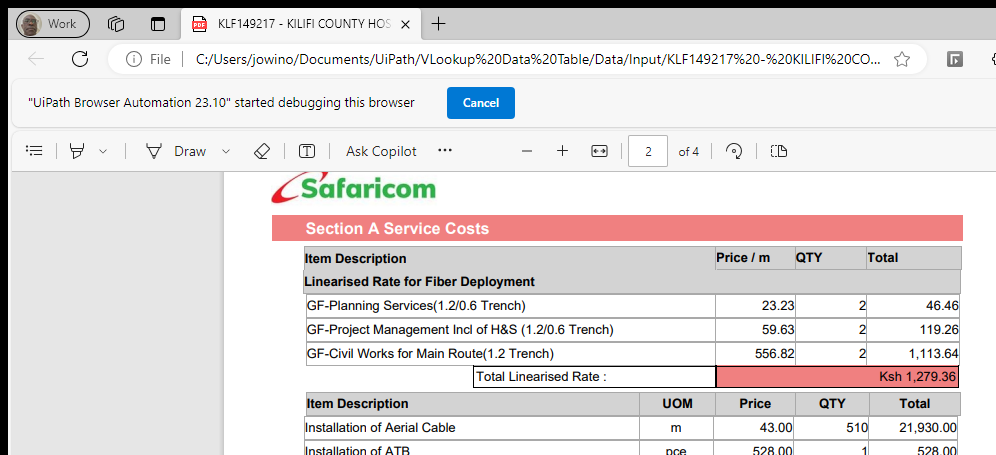 Work
KLF149217 - KILIFI COUNTY HOS
File
C:/Users/jowino/Documents/UiPath/VLookup%20Data%20Table/Data/Input/KLF149217%20-%20KILIFI%20CO...
"UiPath Browser Automation 23.10" started debugging this browser
Cancel
Draw
Ask Copilot
2 of 4
Safaricom
Section A Service Costs
Item Description Price / m QTY Total
Linearised Rate for Fiber Deployment
GF-Planning Services(1.2/0.6 Trench) 23.23 2 46.46
GF-Project Management Incl of H&S (1.2/0.6 Trench) 59.63 2 119.26
GF-Civil Works for Main Route(1.2 Trench) 556.82 2 1,113.64
Total Linearised Rate : Ksh 1,279.36
Item Description UOM Price QTY Total
Installation of Aerial Cable m 43.00 510 21,930.00
Installation of ATB pce 528.00 1 528.00